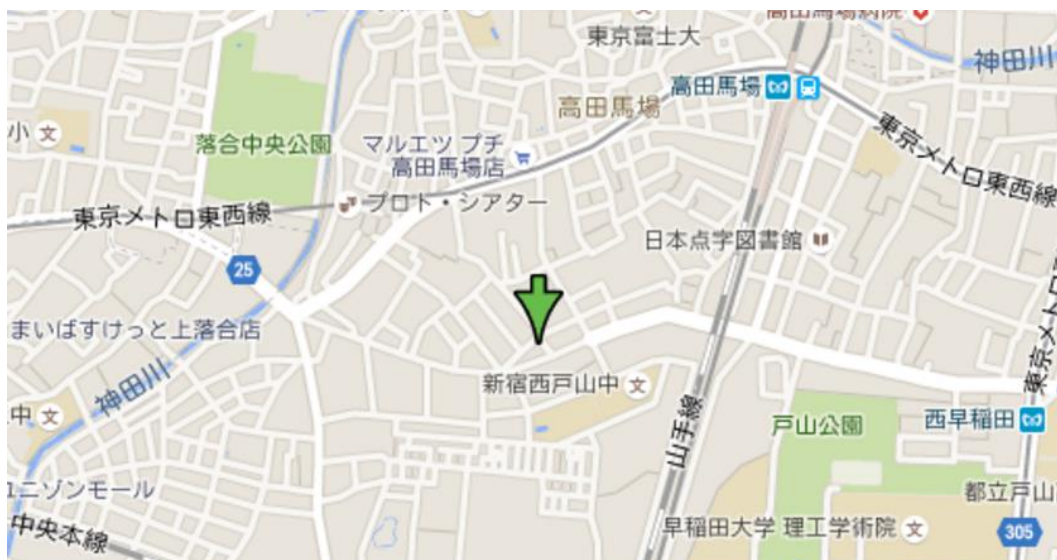 高田馬場病院
東京富士大
神田川
高田馬場
高田馬場
小
マルエツ プチ
高田馬場店
落合中央公園
東京メトロ東西線
プロト・シアター
東京メトロ東西線
日本点字図書館
25
まいばすけっと上落合店
東京メトロ
神田川
新宿西戸山中
中
山手線
戸山公園
西早稲田
ユニゾンモール
都立戸山
中央本線
早稲田大学 理工学術院
305